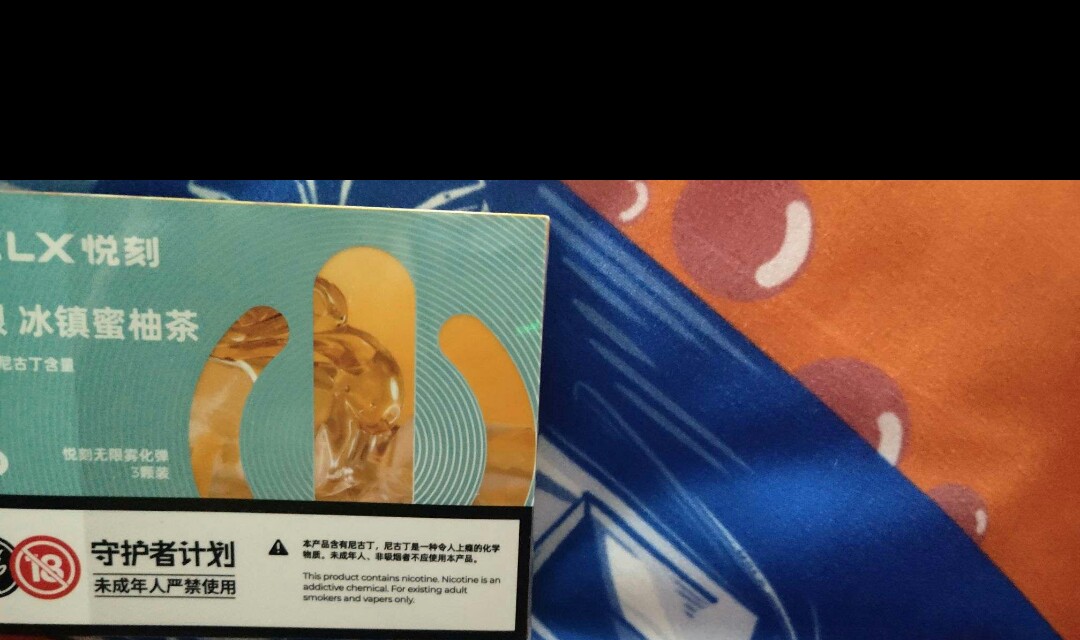 ELX 悦刻
冰镇蜜柚茶
尼古丁含量
悦刻无限雾化弹
3颗装
18
守护者计划
未成年人严禁使用
本产品含有尼古丁，尼古丁是一种令人上瘾的化学
物质。未成年人、非吸烟者不应使用本产品。
This product contains nicotine. Nicotine is an
addictive chemical. For existing adult
smokers and vapers only.